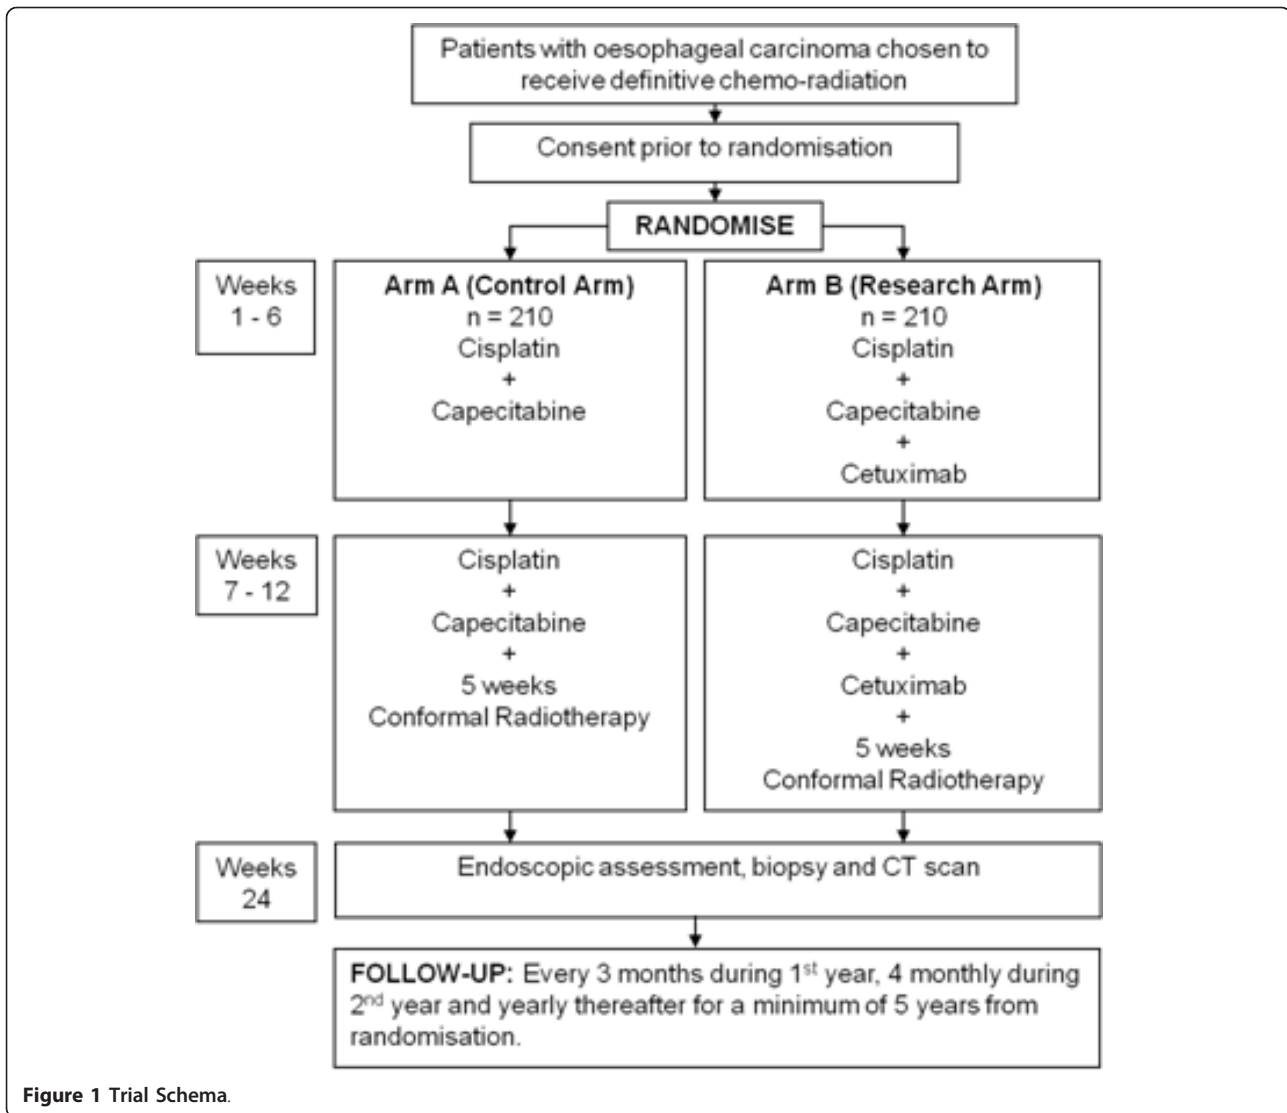 Patients with oesophageal carcinoma chosen to
receive definitive chemo-radiation
Consent prior to randomisation
RANDOMISE
Weeks
1 - 6
Arm A (Control Arm)
n = 210
Cisplatin
+
Capecitabine
Arm B (Research Arm)
n = 210
Cisplatin
+
Capecitabine
+
Cetuximab
Weeks
7 - 12
Cisplatin
+
Capecitabine
+
5 weeks
Conformal Radiotherapy
Cisplatin
+
Capecitabine
+
Cetuximab
+
5 weeks
Conformal Radiotherapy
Weeks
24
Endoscopic assessment, biopsy and CT scan
FOLLOW-UP: Every 3 months during 1st year, 4 monthly during
2nd year and yearly thereafter for a minimum of 5 years from
randomisation.
Figure 1 Trial Schema.